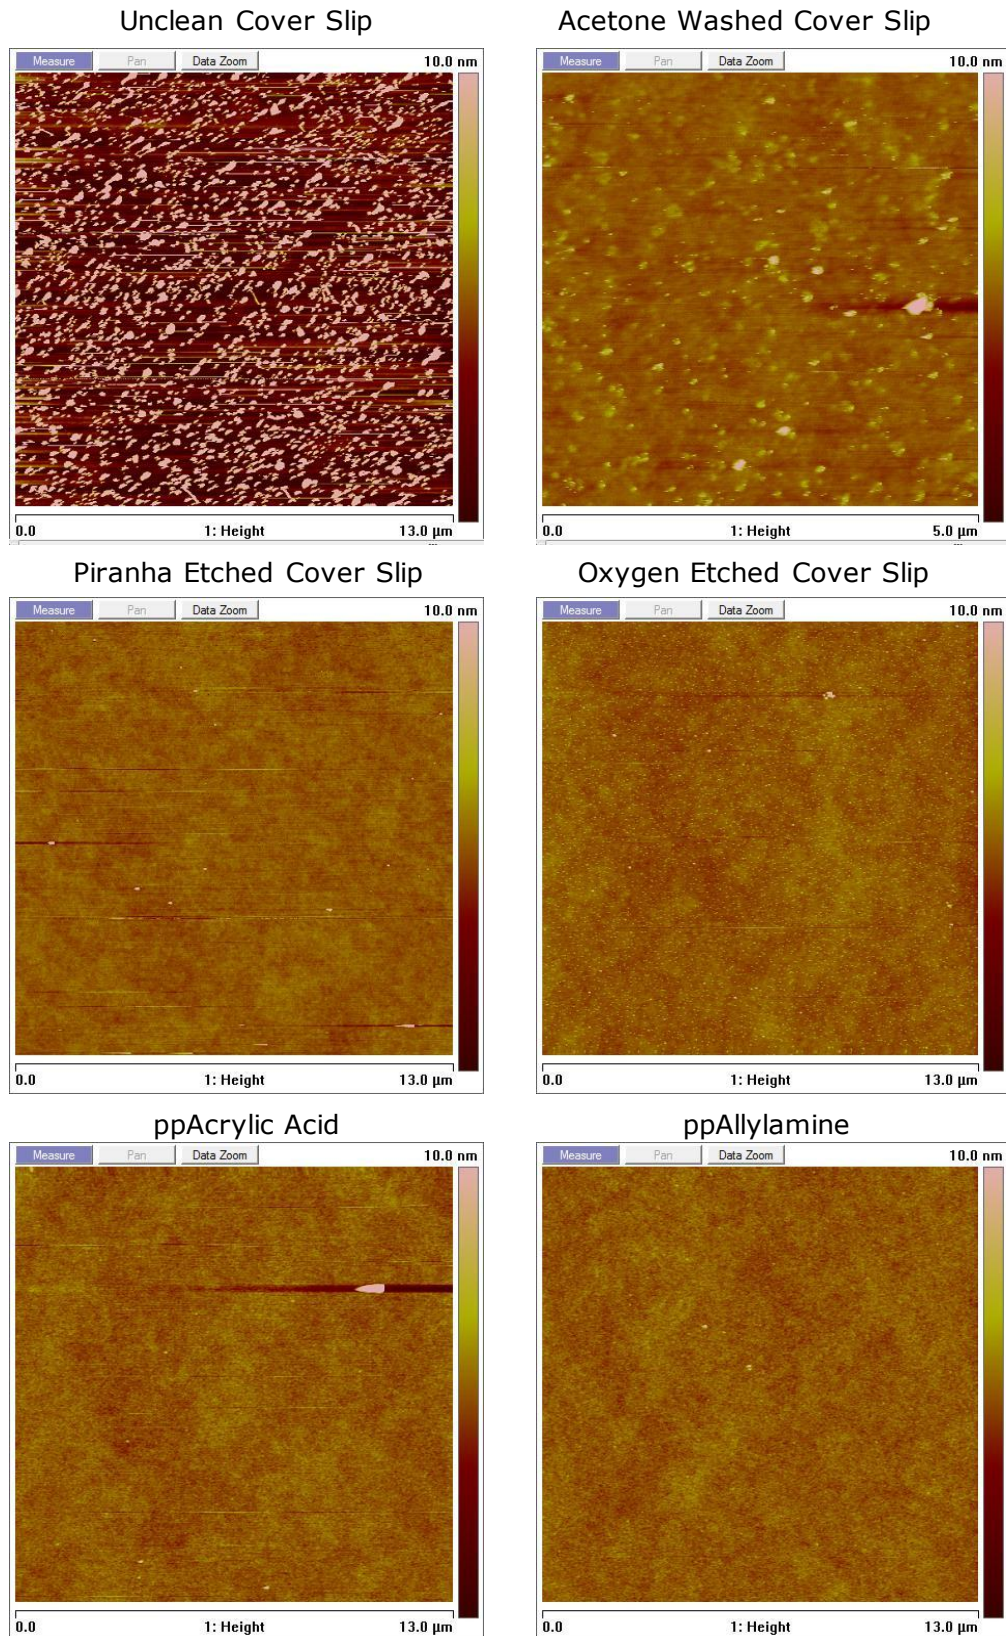 Unclean Cover Slip
Acetone Washed Cover Slip
Measure Pan Data Zoom 10.0 nm
Measure Pan Data Zoom 10.0 nm
0.0 1: Height 13.0 µm
0.0 1: Height 5.0 µm
Piranha Etched Cover Slip
Oxygen Etched Cover Slip
Measure Pan Data Zoom 10.0 nm
Measure Pan Data Zoom 10.0 nm
0.0 1: Height 13.0 µm
0.0 1: Height 13.0 µm
ppAcrylic Acid
ppAllylamine
Measure Pan Data Zoom 10.0 nm
Measure Pan Data Zoom 10.0 nm
0.0 1: Height 13.0 µm
0.0 1: Height 13.0 µm